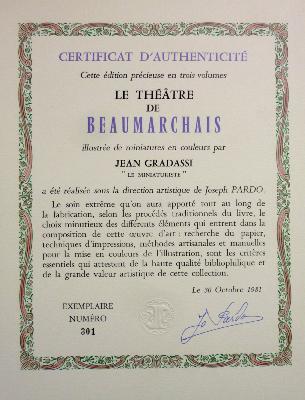 CERTIFICAT D'AUTHENTICITÉ
Cette édition précieuse en trois volumes
LE THÉÂTRE
DE
BEAUMARCHAIS
illustrée de miniatures en couleurs par
JEAN GRADASSI
" LE MINIATURISTE "
a été réalisée sous la direction artistique de Joseph PARDO.
Le soin extrême qu'on aura apporté tout au long de
la fabrication, selon les procédés traditionnels du livre, le
choix minutieux des différents éléments qui entrent dans la
composition de cette œuvre d'art : recherche du papier,
techniques d'impressions, méthodes artisanales et manuelles
pour la mise en couleurs de l'illustration, sont les critères
essentiels qui attestent de la haute qualité bibliophilique et
de la grande valeur artistique de cette collection.
Le 30 Octobre 1981
EXEMPLAIRE
NUMÉRO
301
Jo Pardo